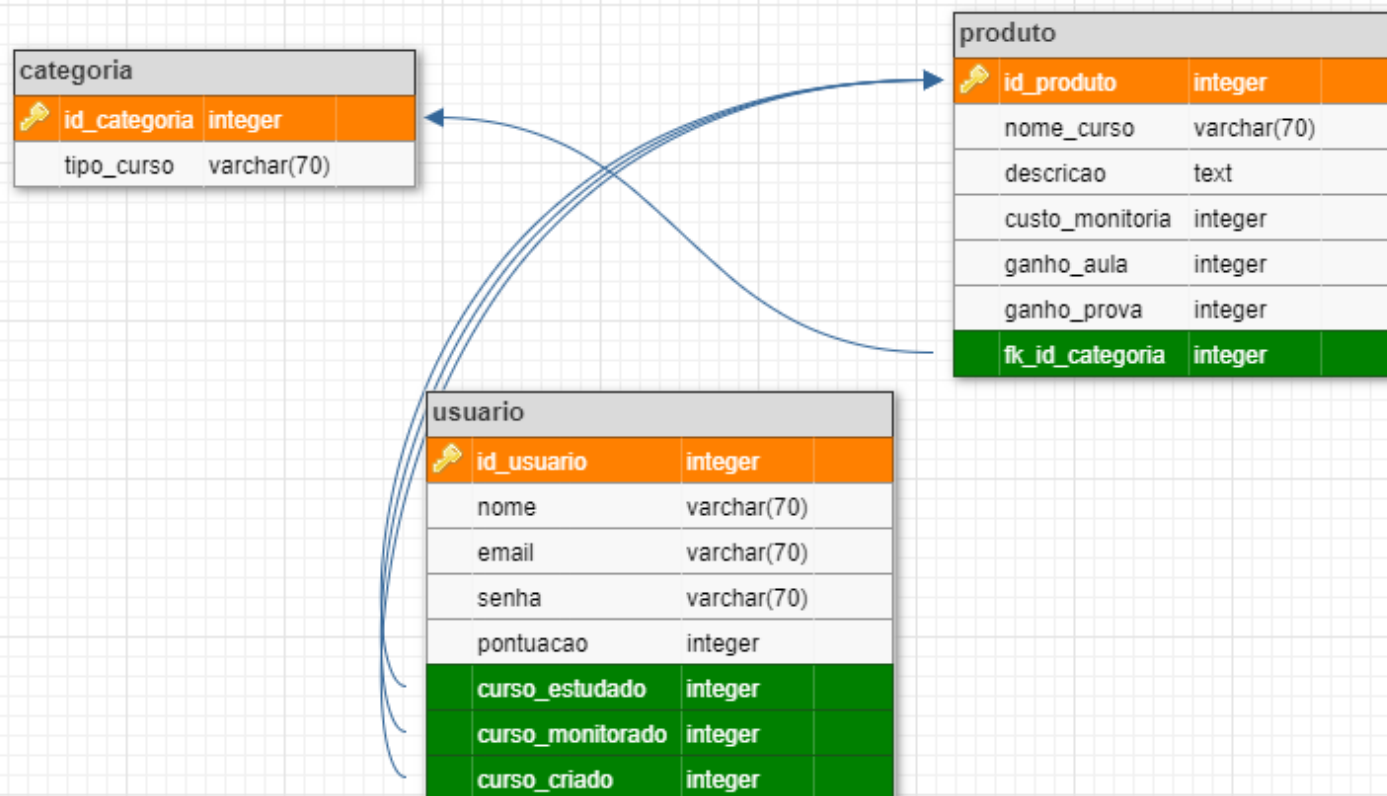 categoria
id_categoria integer
tipo_curso varchar(70)
produto
id_produto integer
nome_curso varchar(70)
descricao text
custo_monitoria integer
ganho_aula integer
ganho_prova integer
fk_id_categoria integer
usuario
id_usuario integer
nome varchar(70)
email varchar(70)
senha varchar(70)
pontuacao integer
curso_estudado integer
curso_monitorado integer
curso_criado integer